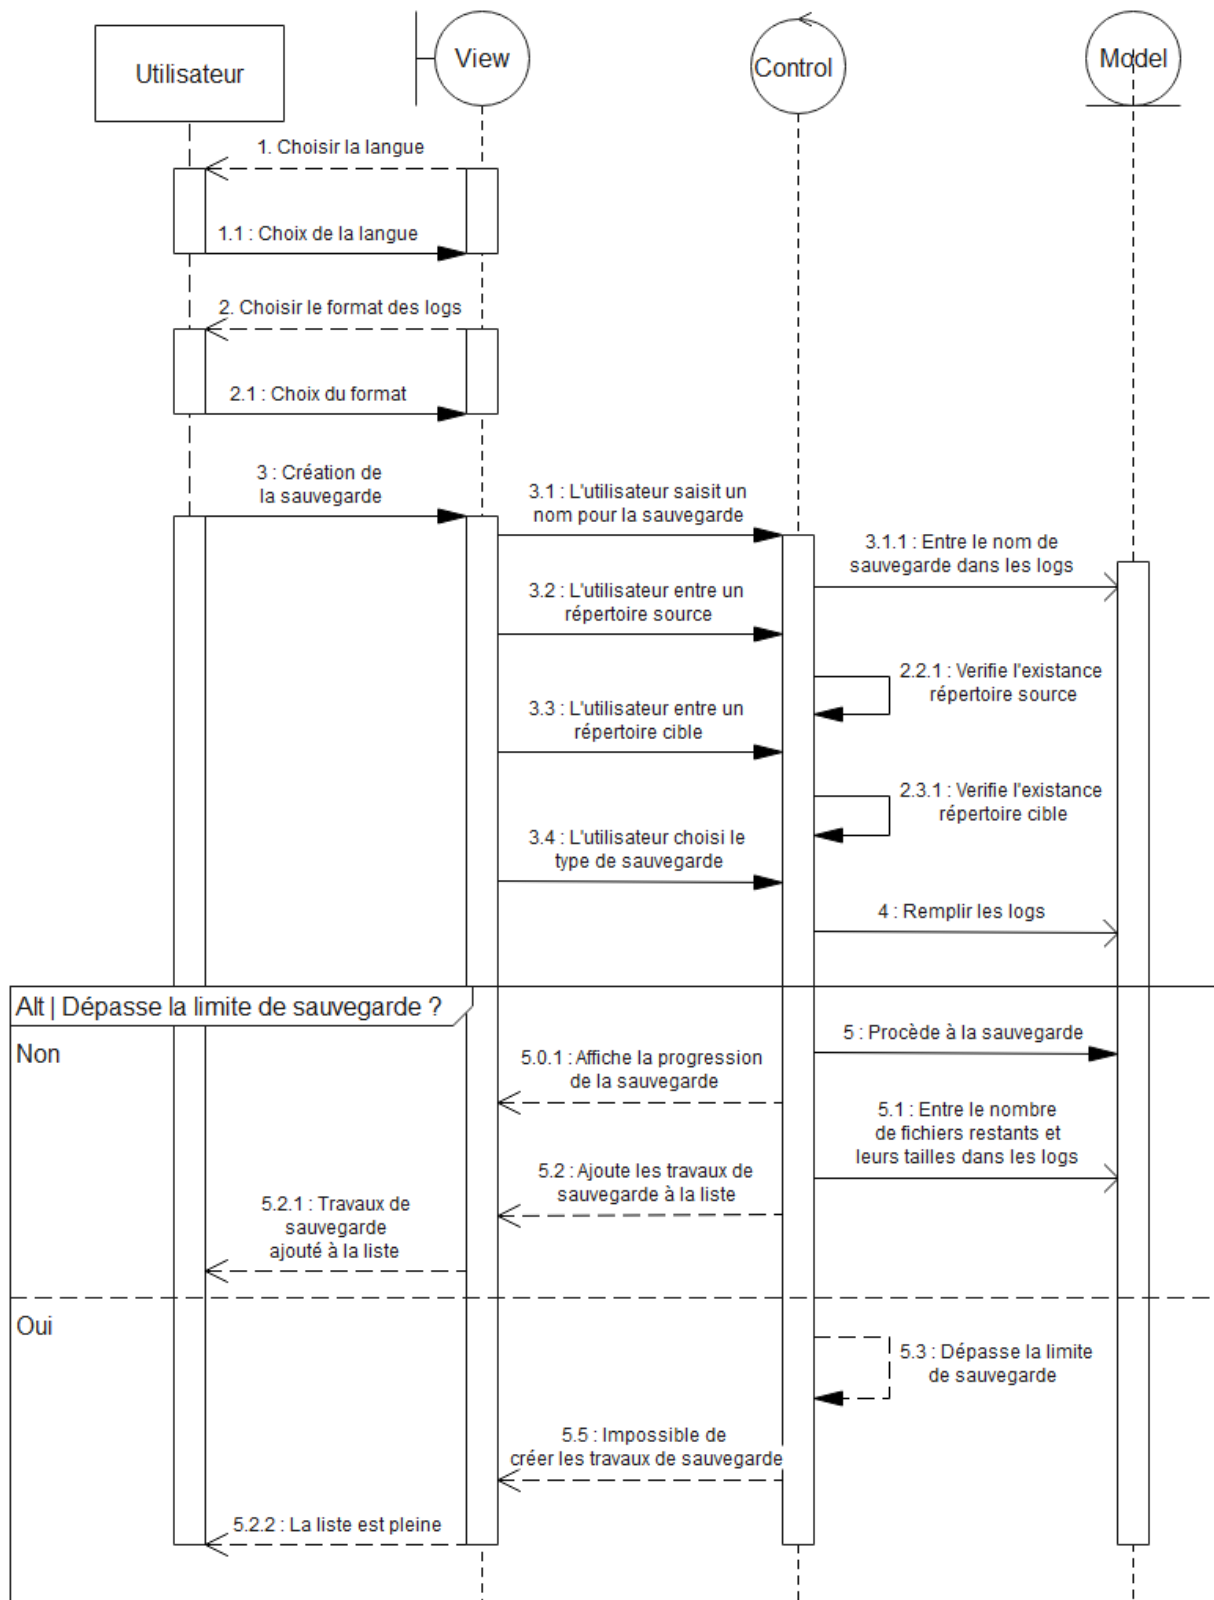 Utilisateur
View
Control
Model
1. Choisir la langue
1.1 : Choix de la langue
2. Choisir le format des logs
2.1 : Choix du format
3 : Création de
la sauvegarde
3.1 : L'utilisateur saisit un
nom pour la sauvegarde
3.1.1 : Entre le nom de
sauvegarde dans les logs
3.2 : L'utilisateur entre un
répertoire source
2.2.1 : Verifie l'existance
répertoire source
3.3 : L'utilisateur entre un
répertoire cible
2.3.1 : Verifie l'existance
répertoire cible
3.4 : L'utilisateur choisi le
type de sauvegarde
4 : Remplir les logs
Alt | Dépasse la limite de sauvegarde ?
Non
5 : Procède à la sauvegarde
5.0.1 : Affiche la progression
de la sauvegarde
5.1 : Entre le nombre
de fichiers restants et
leurs tailles dans les logs
5.2 : Ajoute les travaux de
sauvegarde à la liste
5.2.1 : Travaux de
sauvegarde
ajouté à la liste
Oui
5.3 : Dépasse la limite
de sauvegarde
5.5 : Impossible de
créer les travaux de sauvegarde
5.2.2 : La liste est pleine